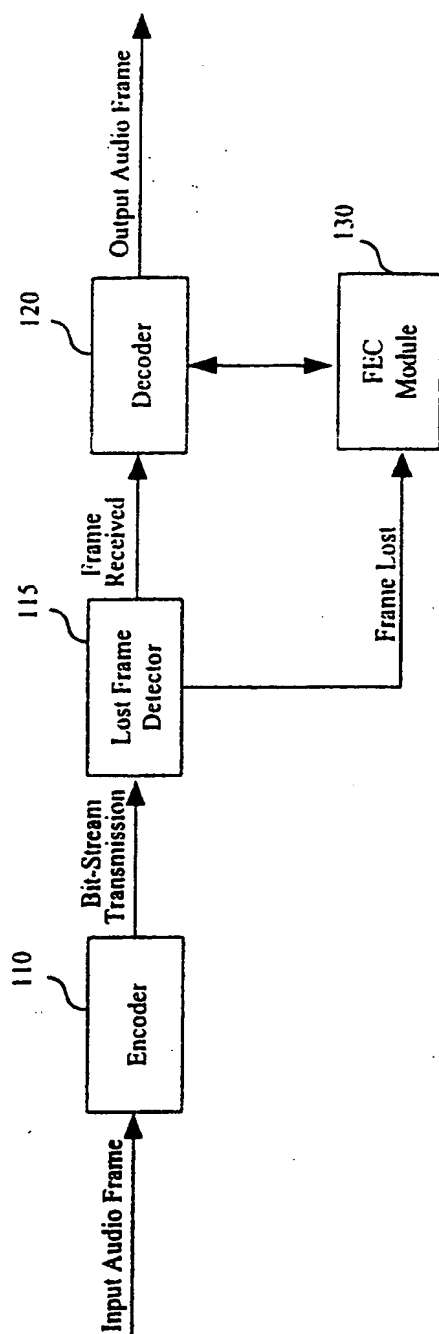 Input Audio Frame
110
Encoder
Bit-Stream
Transmission
115
Lost Frame
Detector
Frame
Received
Frame Lost
120
Decoder
130
FEC
Module
Output Audio Frame